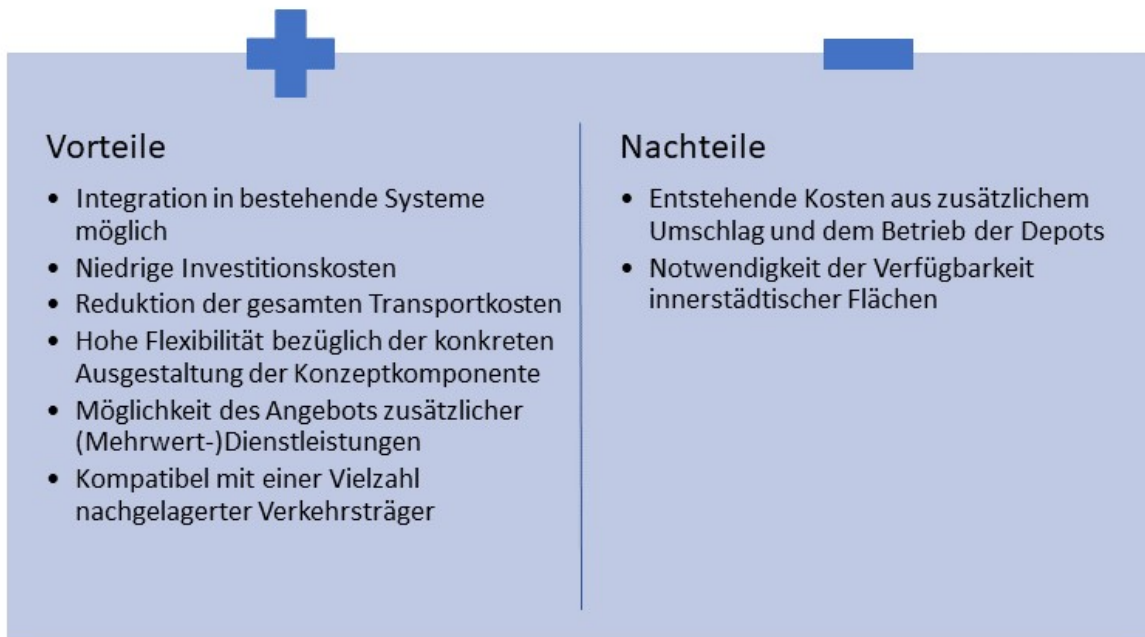 Vorteile
• Integration in bestehende Systeme
möglich
• Niedrige Investitionskosten
• Reduktion der gesamten Transportkosten
• Hohe Flexibilität bezüglich der konkreten
Ausgestaltung der Konzeptkomponente
• Möglichkeit des Angebots zusätzlicher
(Mehrwert-)Dienstleistungen
• Kompatibel mit einer Vielzahl
nachgelagerter Verkehrsträger
Nachteile
• Entstehende Kosten aus zusätzlichem
Umschlag und dem Betrieb der Depots
• Notwendigkeit der Verfügbarkeit
innerstädtischer Flächen